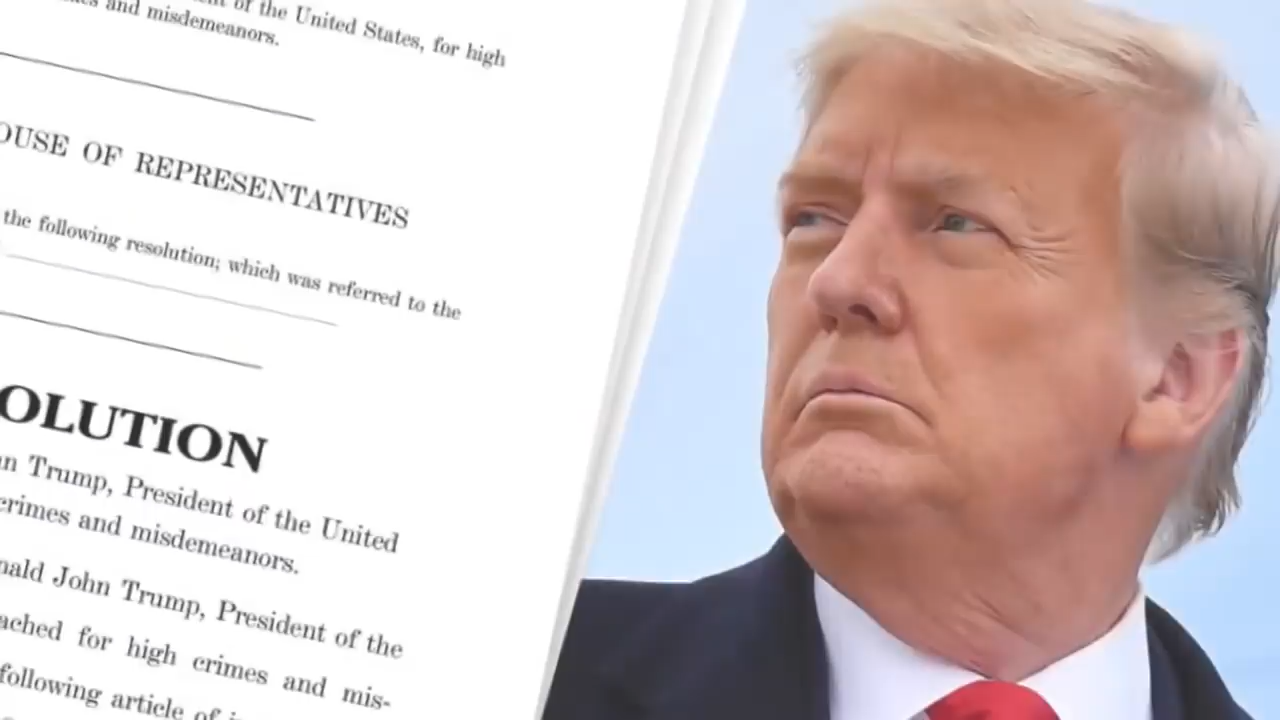 of the United States, for high
and misdemeanors.
OUSE OF REPRESENTATIVES
the following resolution; which was referred to the
OLUTION
Trump, President of the United
crimes and misdemeanors.
nald John Trump, President of the
ached for high crimes and mis-
following article of